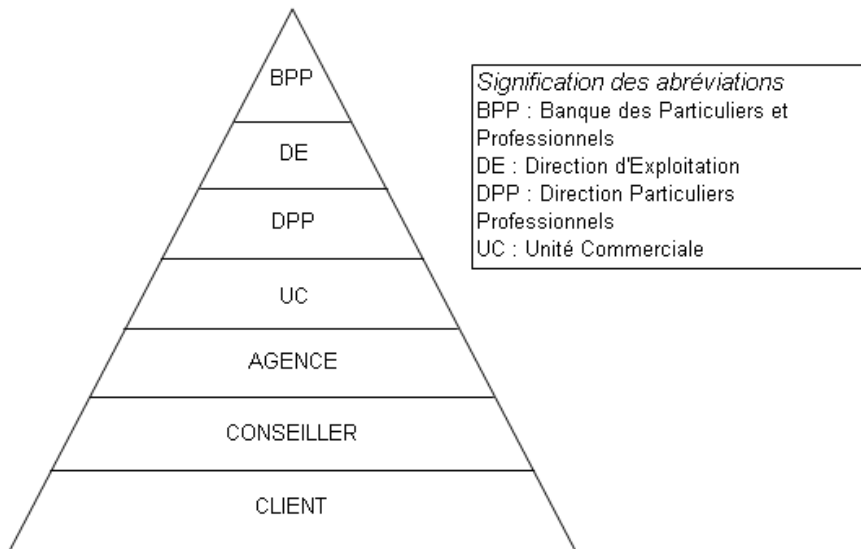 BPP
DE
DPP
UC
AGENCE
CONSEILLER
CLIENT
Signification des abréviations
BPP : Banque des Particuliers et
Professionnels
DE : Direction d'Exploitation
DPP : Direction Particuliers
Professionnels
UC : Unité Commerciale